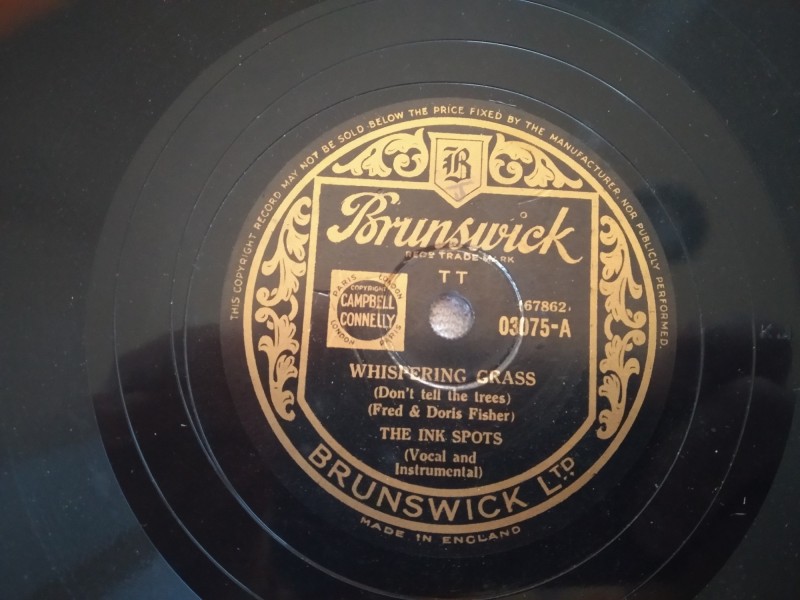 THIS COPYRIGHT RECORD MAY NOT BE SOLD BELOW THE PRICE FIXED BY THE MANUFACTURER, NOR PUBLICLY PERFORMED.
B
Brunswick
REGD TRADE MARK
TT
PARIS LONDON
COPYRIGHT
CAMPBELL
CONNELLY
LONDON PARIS
(67862)
03075-A
WHISPERING GRASS
(Don't tell the trees)
(Fred & Doris Fisher)
THE INK SPOTS
(Vocal and
Instrumental)
BRUNSWICK LTD.
MADE IN ENGLAND